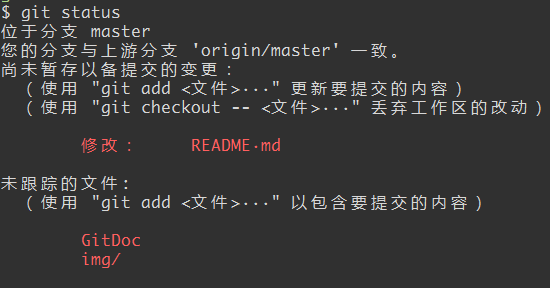 $ git status
位于分支 master
您的分支与上游分支 'origin/master' 一致。
尚未暂存以备提交的变更：
（使用 "git add <文件>..." 更新要提交的内容）
（使用 "git checkout -- <文件>..." 丢弃工作区的改动）
修改： README.md
未跟踪的文件:
（使用 "git add <文件>..." 以包含要提交的内容）
GitDoc
img/